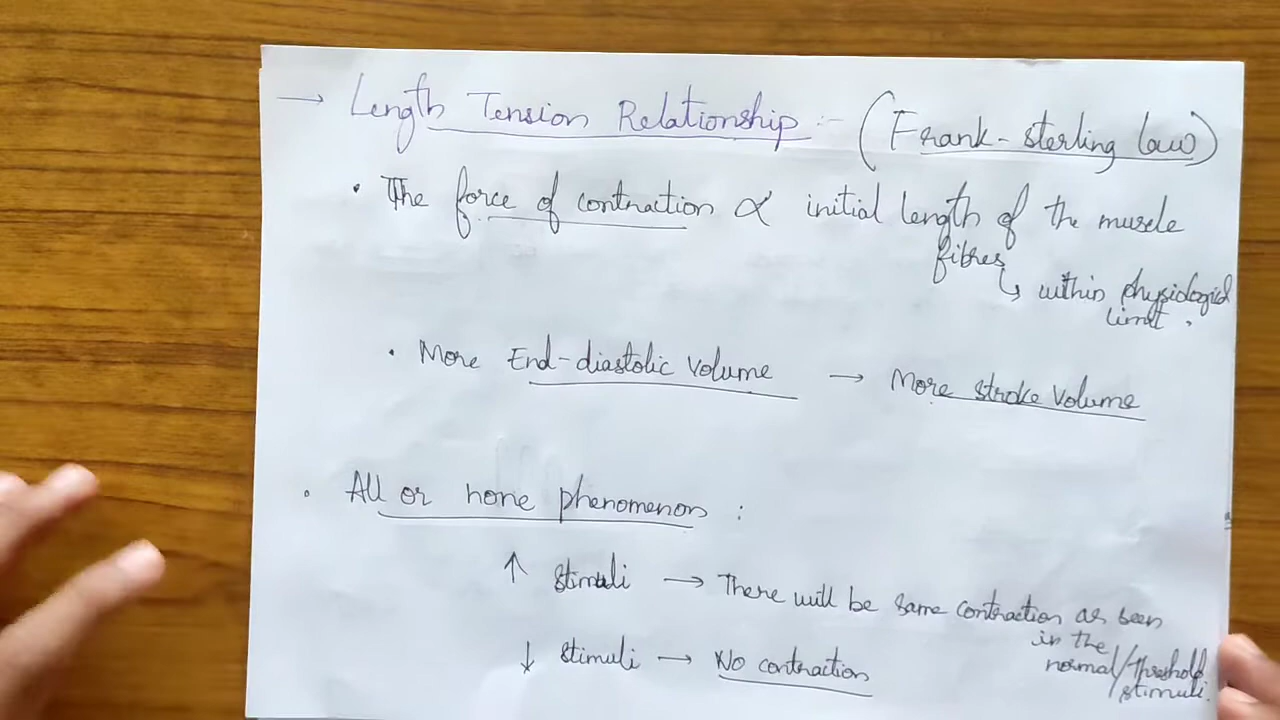 → Length Tension Relationship :- (Frank-sterling law)
• The force of contraction ∝ initial length of the muscle
fibres
↳ within physiological
limit.
• More End-diastolic volume → More stroke volume
• All or none phenomenon :
↑ stimuli → There will be same contraction as seen
in the
normal/threshold
stimuli.
↓ stimuli → No contraction